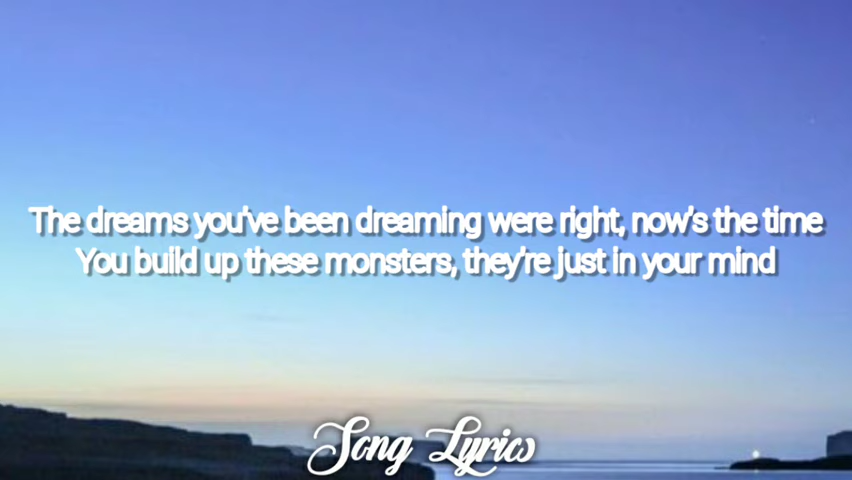 The dreams you've been dreaming were right, now's the time
You build up these monsters, they're just in your mind
Song Lyrics